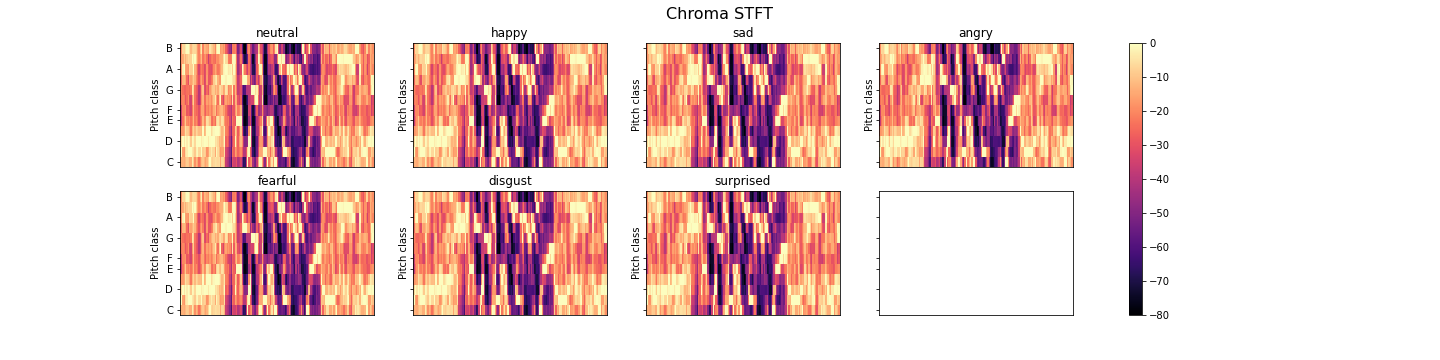 Chroma STFT
neutral
happy
sad
angry
Pitch class
B
A
G
F
E
D
C
Pitch class
Pitch class
Pitch class
fearful
disgust
surprised
Pitch class
B
A
G
F
E
D
C
Pitch class
Pitch class
0
−10
−20
−30
−40
−50
−60
−70
−80